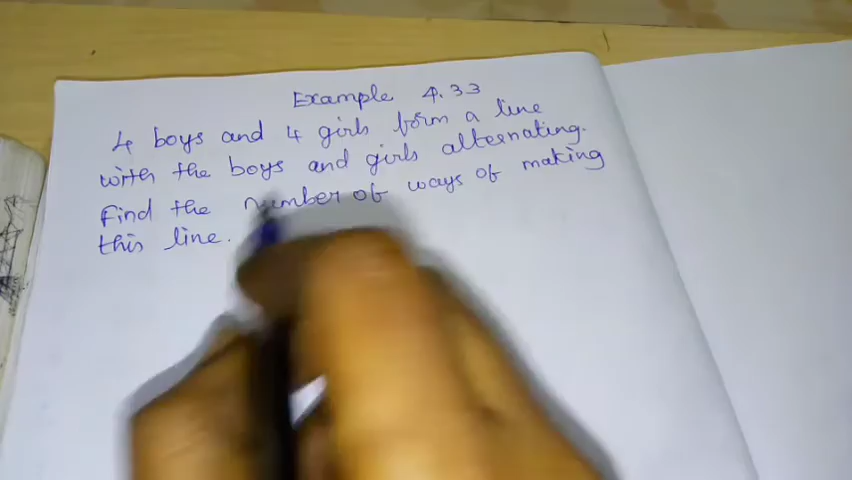 Example 4.33
4 boys and 4 girls form a line
with the boys and girls alternating.
Find the number of ways of making
this line.